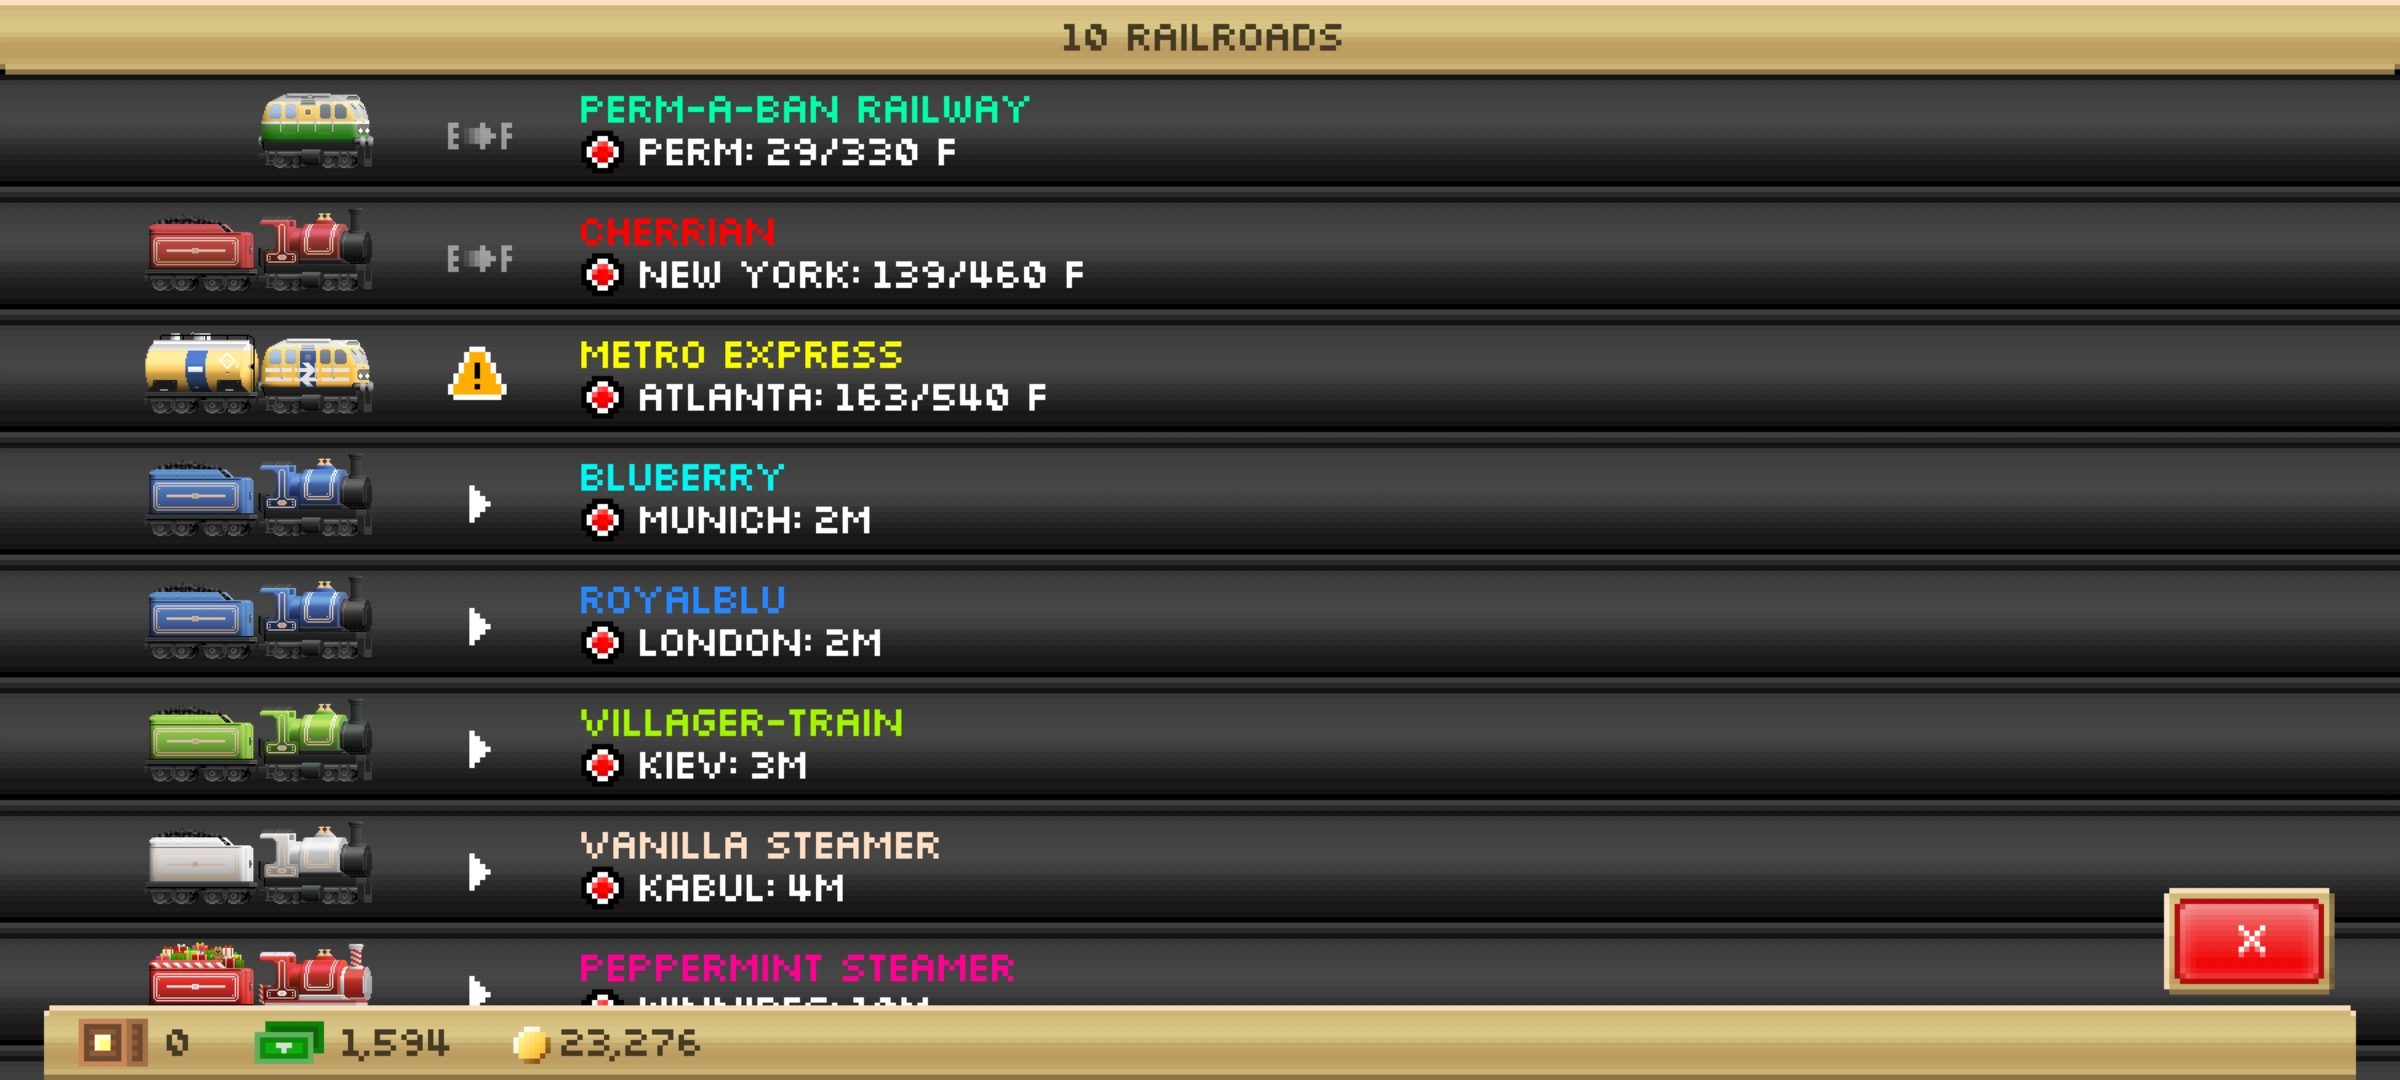 10 RAILROADS
E F
PERM-A-BAN RAILWAY
PERM: 29/330 F
E F
CHERRIAN
NEW YORK: 139/460 F
!
METRO EXPRESS
ATLANTA: 163/540 F
BLUBERRY
MUNICH: 2M
ROYALBLU
LONDON: 2M
VILLAGER-TRAIN
KIEV: 3M
VANILLA STEAMER
KABUL: 4M
PEPPERMINT STEAMER
WINNIPEG: 10M
X
0 1,594 23,276